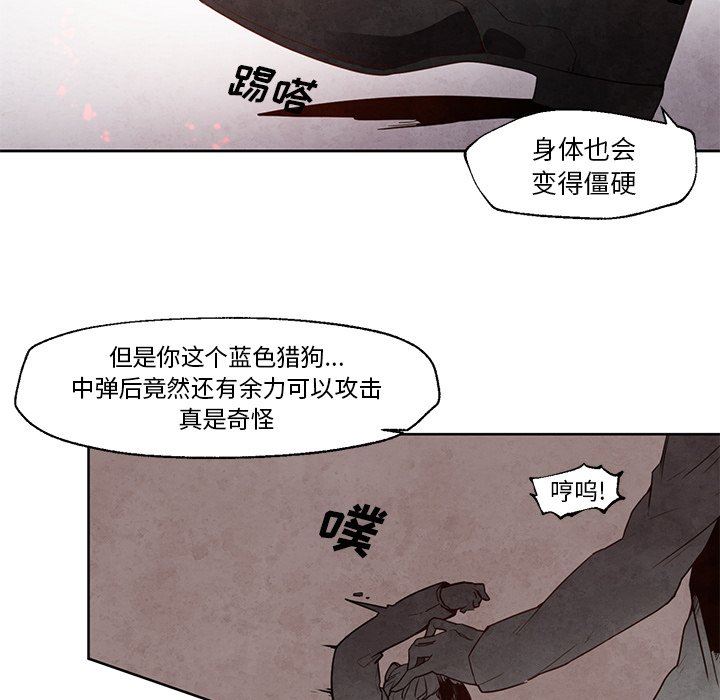 踢嗒
身体也会
变得僵硬
但是你这个蓝色猎狗...
中弹后竟然还有余力可以攻击
真是奇怪
哼呜!
噗